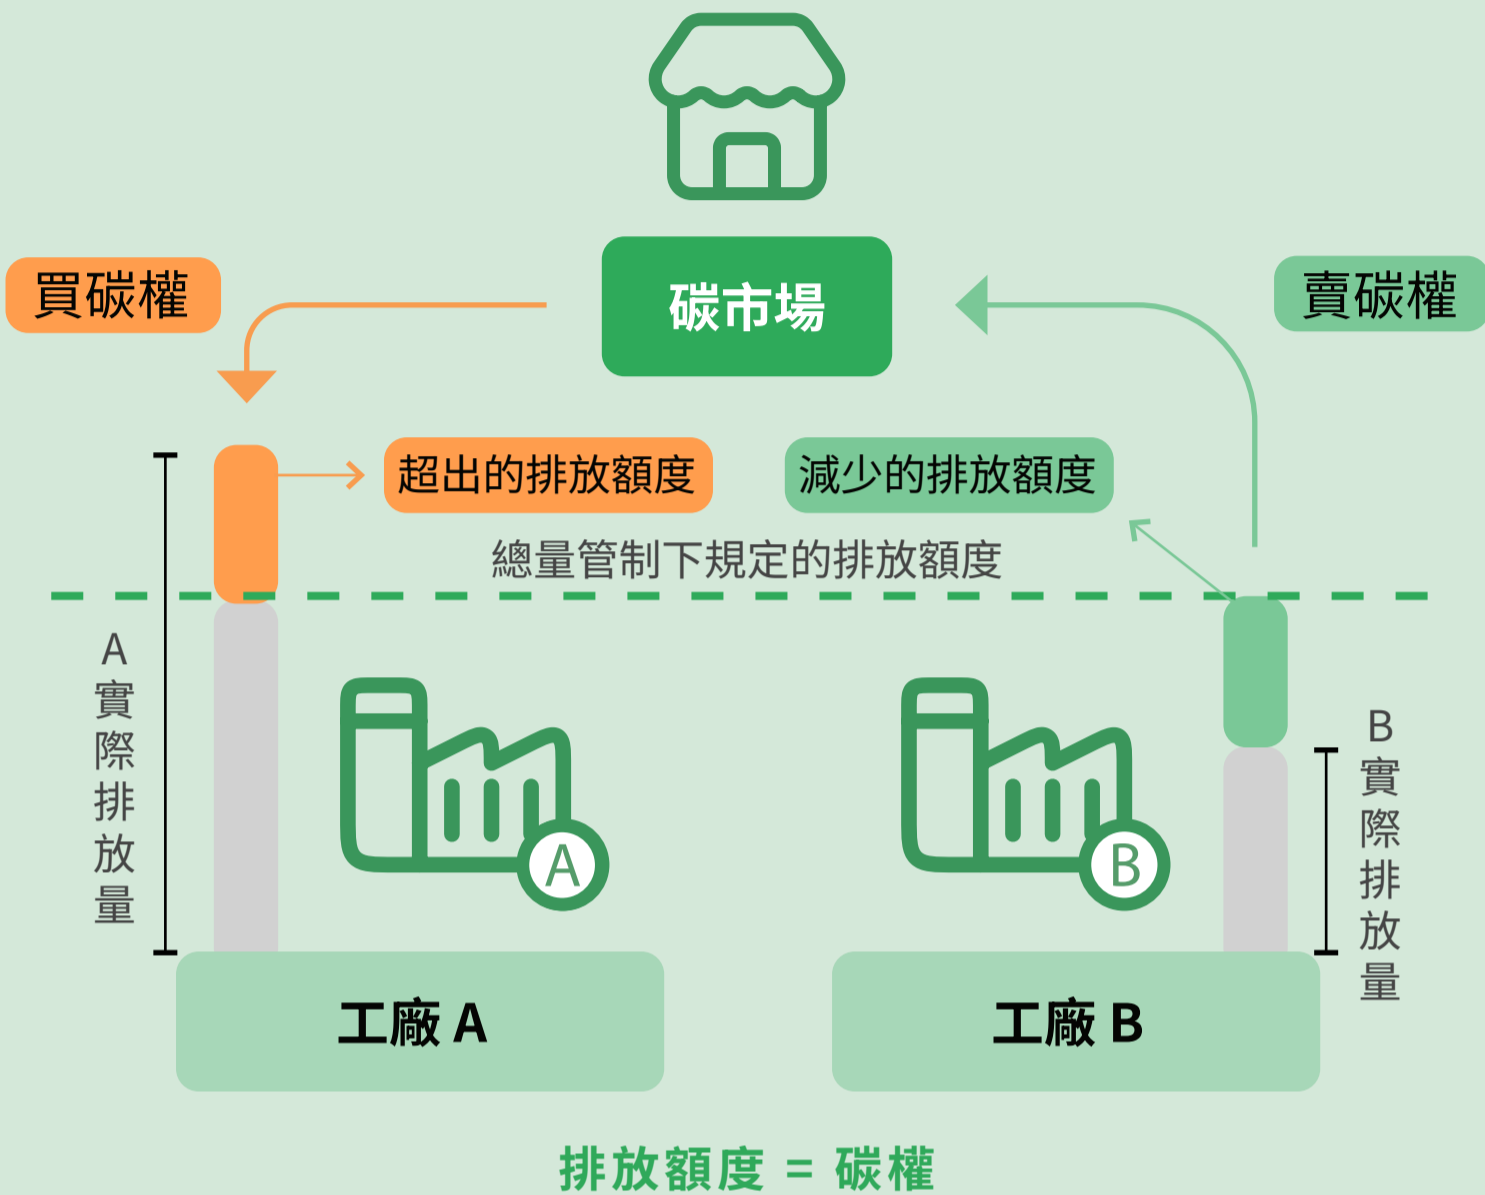 買碳權
碳市場
賣碳權
超出的排放額度
減少的排放額度
總量管制下規定的排放額度
A實際排放量
B實際排放量
A
B
工廠 A
工廠 B
排放額度 = 碳權